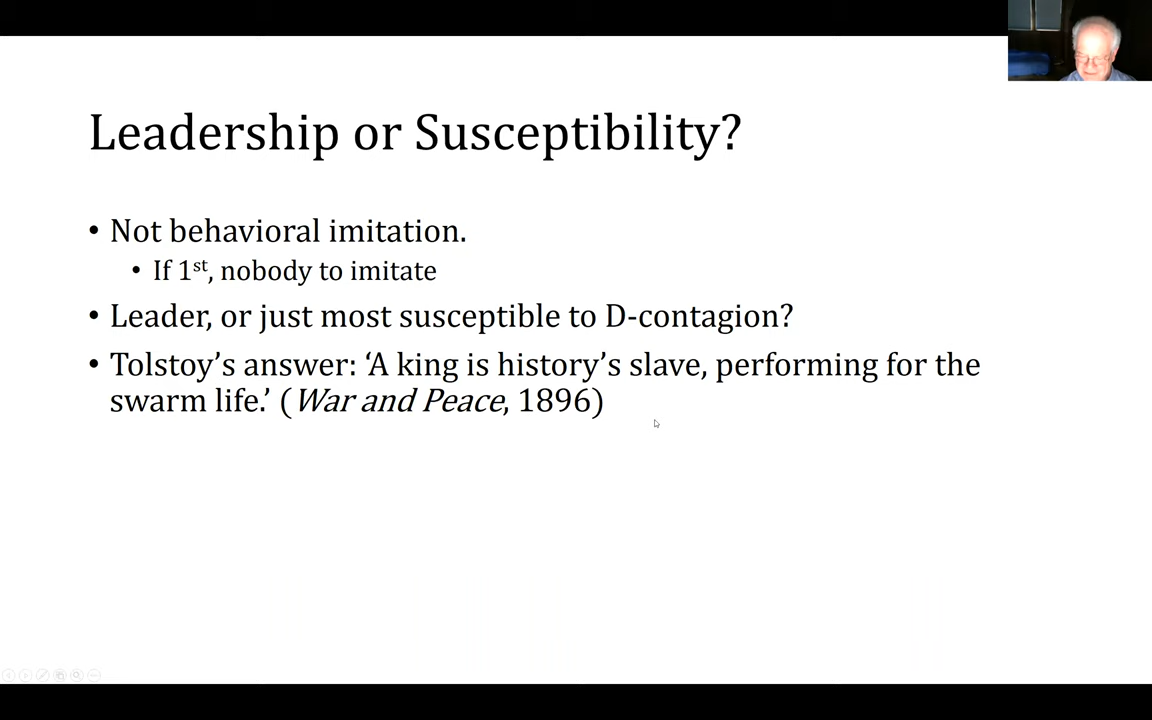 Leadership or Susceptibility?
• Not behavioral imitation.
• If 1st, nobody to imitate
• Leader, or just most susceptible to D-contagion?
• Tolstoy’s answer: ‘A king is history’s slave, performing for the
swarm life.’ (War and Peace, 1896)